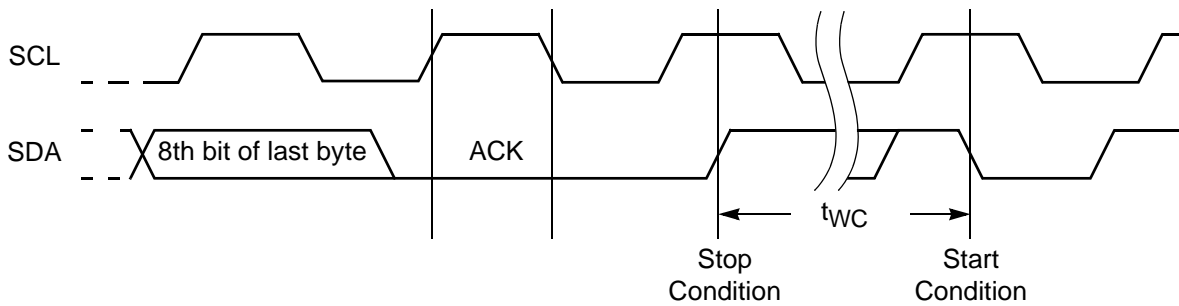 SCL
SDA
8th bit of last byte
ACK
tWC
Stop
Condition
Start
Condition